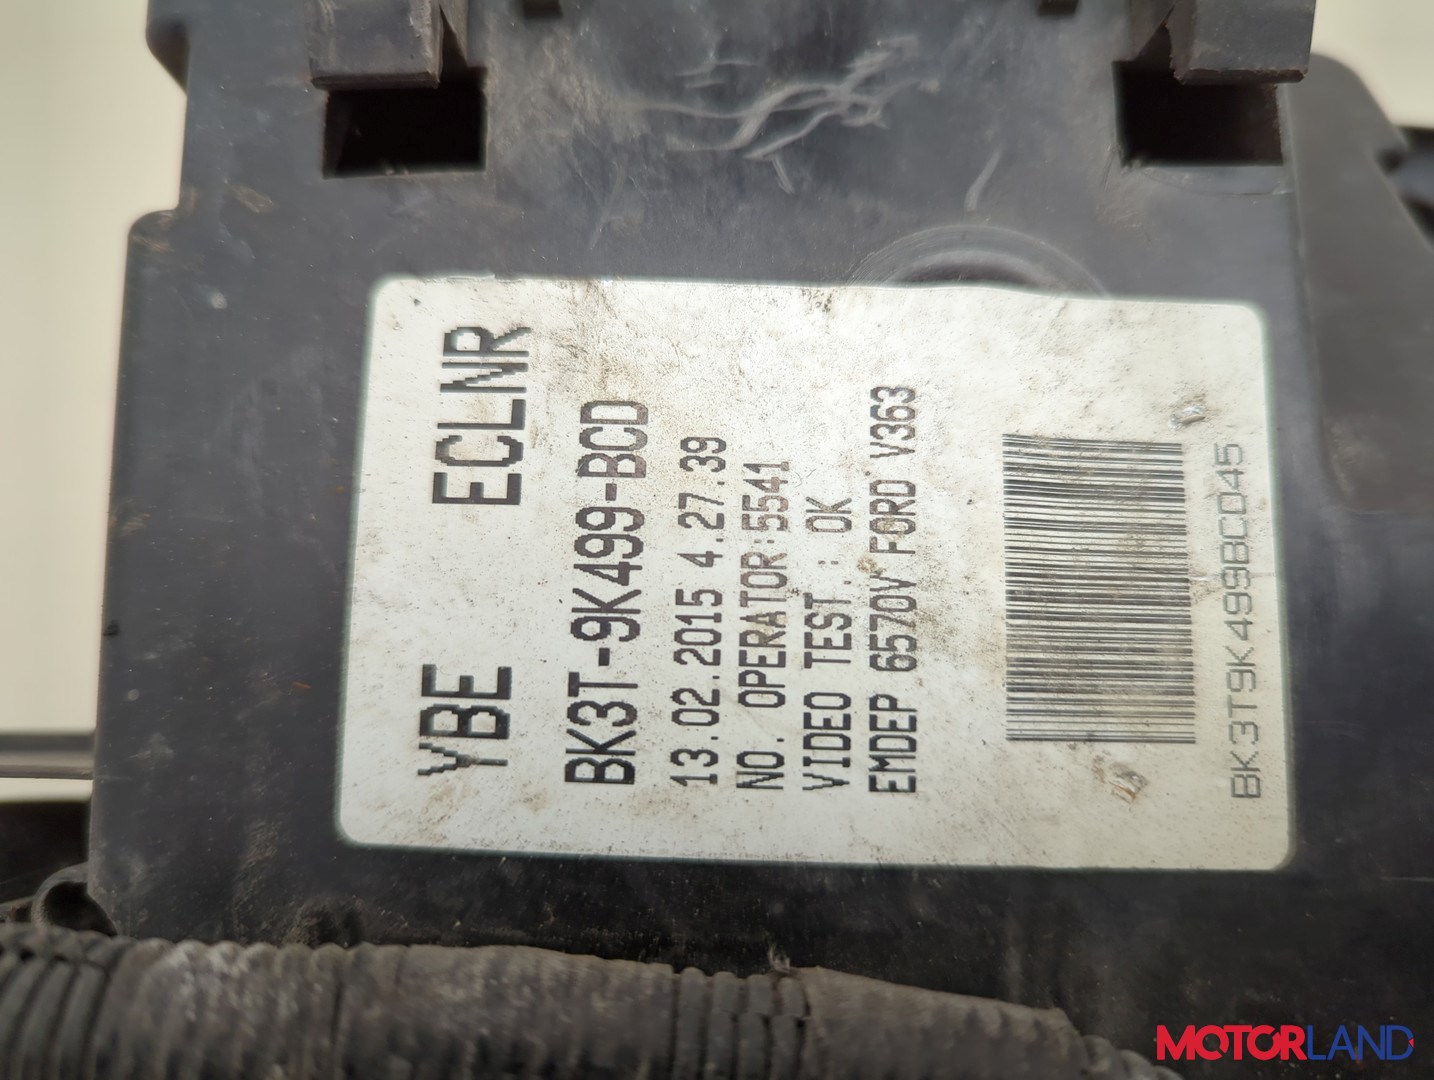 YBE ECLNR
BK3T-9K499-BCD
13.02.2015 4.27.39
NO. OPERATOR:5541
VIDEO TEST.: OK
EMDEP 6570V FORD V363
BK3T9K499BCD45
MOTORLAND